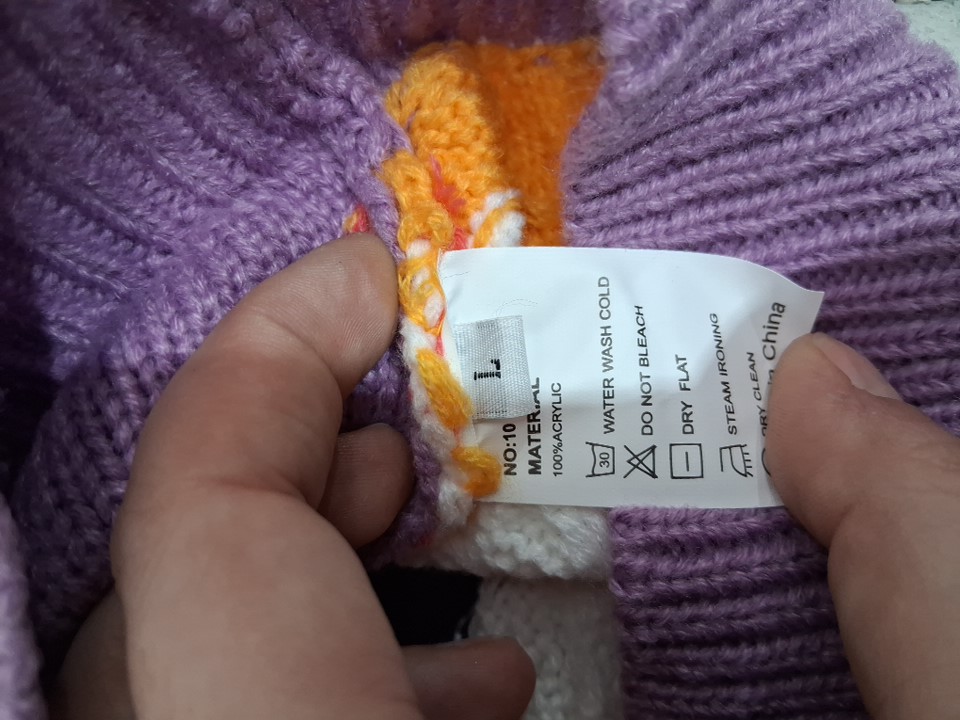 L
NO:10
MATERIAL
100%ACRYLIC
30 WATER WASH COLD
DO NOT BLEACH
DRY FLAT
STEAM IRONING
DRY CLEAN
in China